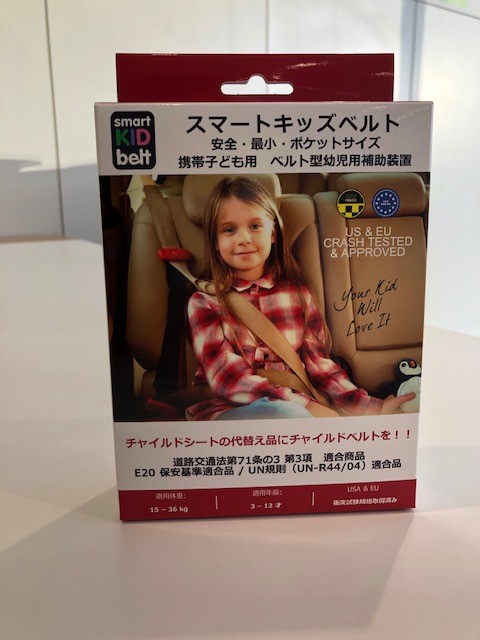 smart
KID
belt
スマートキッズベルト
安全・最小・ポケットサイズ
携帯子ども用 ベルト型幼児用補助装置
US & EU
CRASH TESTED
& APPROVED
Your Kid
Will
Love It
チャイルドシートの代替え品にチャイルドベルトを！！
道路交通法第71条の3 第3項 適合商品
E20 保安基準適合品 / UN規則（UN-R44/04）適合品
適用体重:
15 – 36 kg
適用年齢:
3 – 12 才
USA & EU
衝突試験規格取得済み